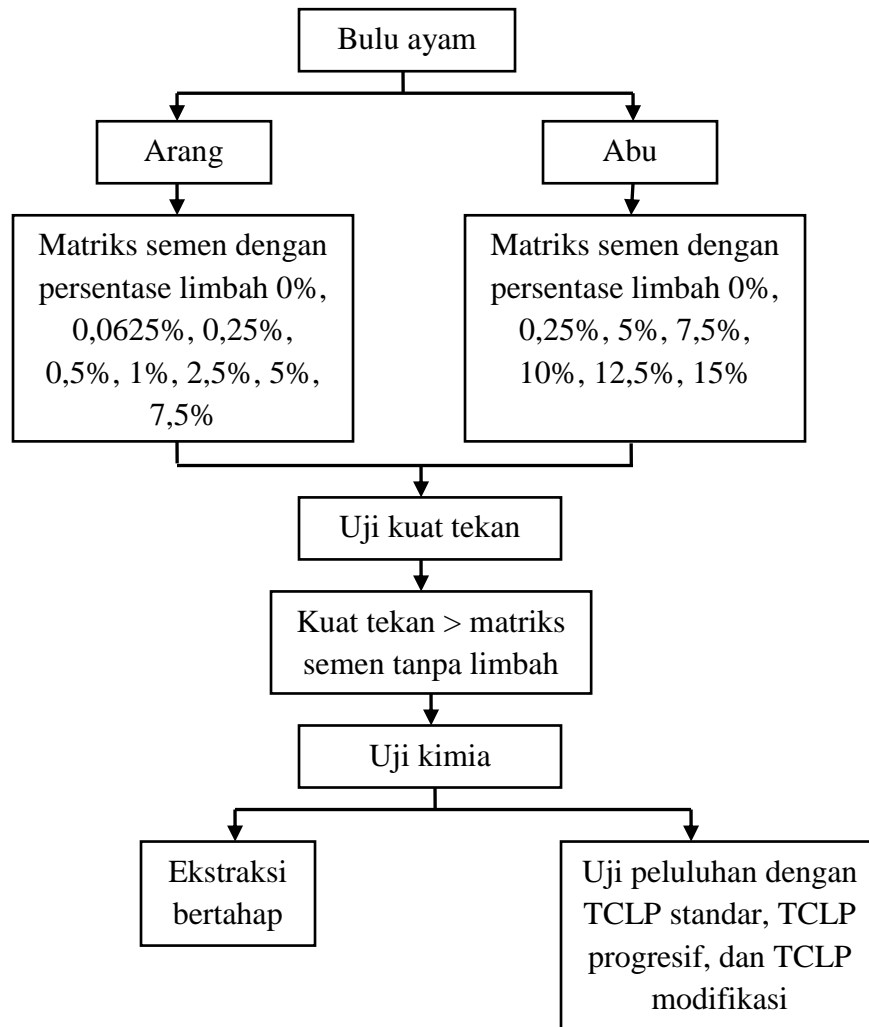 Bulu ayam
Arang
Abu
Matriks semen dengan
persentase limbah 0%,
0,0625%, 0,25%,
0,5%, 1%, 2,5%, 5%,
7,5%
Matriks semen dengan
persentase limbah 0%,
0,25%, 5%, 7,5%,
10%, 12,5%, 15%
Uji kuat tekan
Kuat tekan > matriks
semen tanpa limbah
Uji kimia
Ekstraksi
bertahap
Uji peluluhan dengan
TCLP standar, TCLP
progresif, dan TCLP
modifikasi